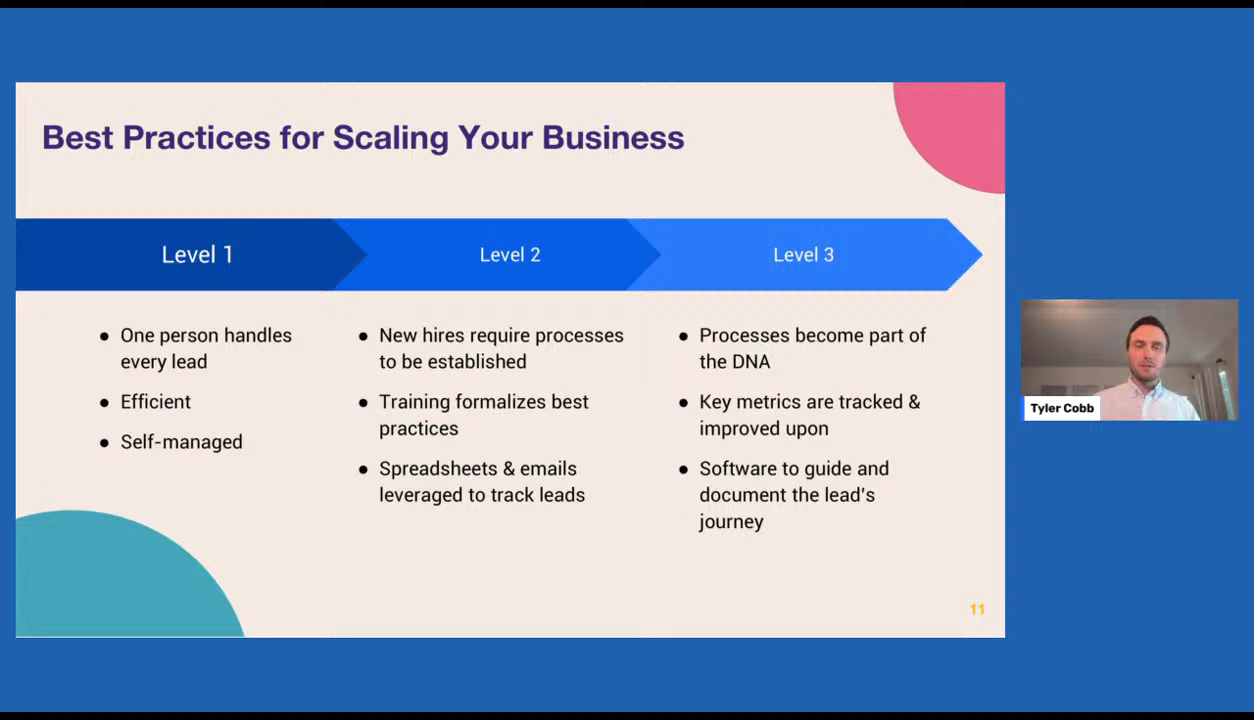 Best Practices for Scaling Your Business
Level 1
Level 2
Level 3
One person handles
every lead
Efficient
Self-managed
New hires require processes
to be established
Training formalizes best
practices
Spreadsheets & emails
leveraged to track leads
Processes become part of
the DNA
Key metrics are tracked &
improved upon
Software to guide and
document the lead's
journey
11
Tyler Cobb